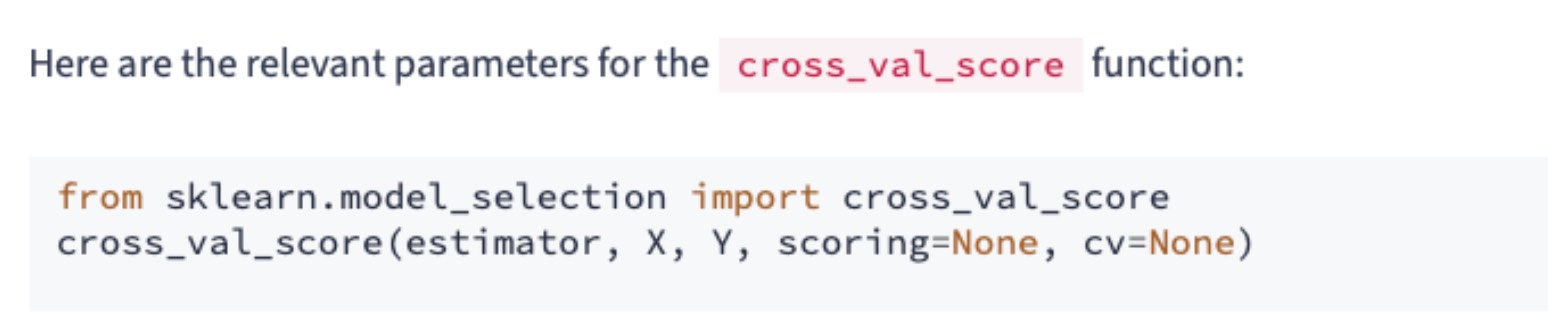 Here are the relevant parameters for the cross_val_score function:
from sklearn.model_selection import cross_val_score
cross_val_score(estimator, X, Y, scoring=None, cv=None)